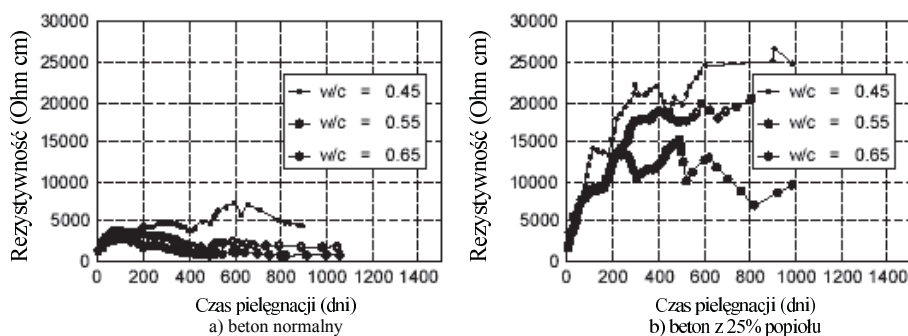 Rezystywność (Ohm cm)
30000
25000
20000
15000
10000
5000
0
w/c = 0.45
w/c = 0.55
w/c = 0.65
0 200 400 600 800 1000 1200 1400
Czas pielęgnacji (dni)
a) beton normalny
Rezystywność (Ohm cm)
30000
25000
20000
15000
10000
5000
0
w/c = 0.45
w/c = 0.55
w/c = 0.65
0 200 400 600 800 1000 1200 1400
Czas pielęgnacji (dni)
b) beton z 25% popiołu